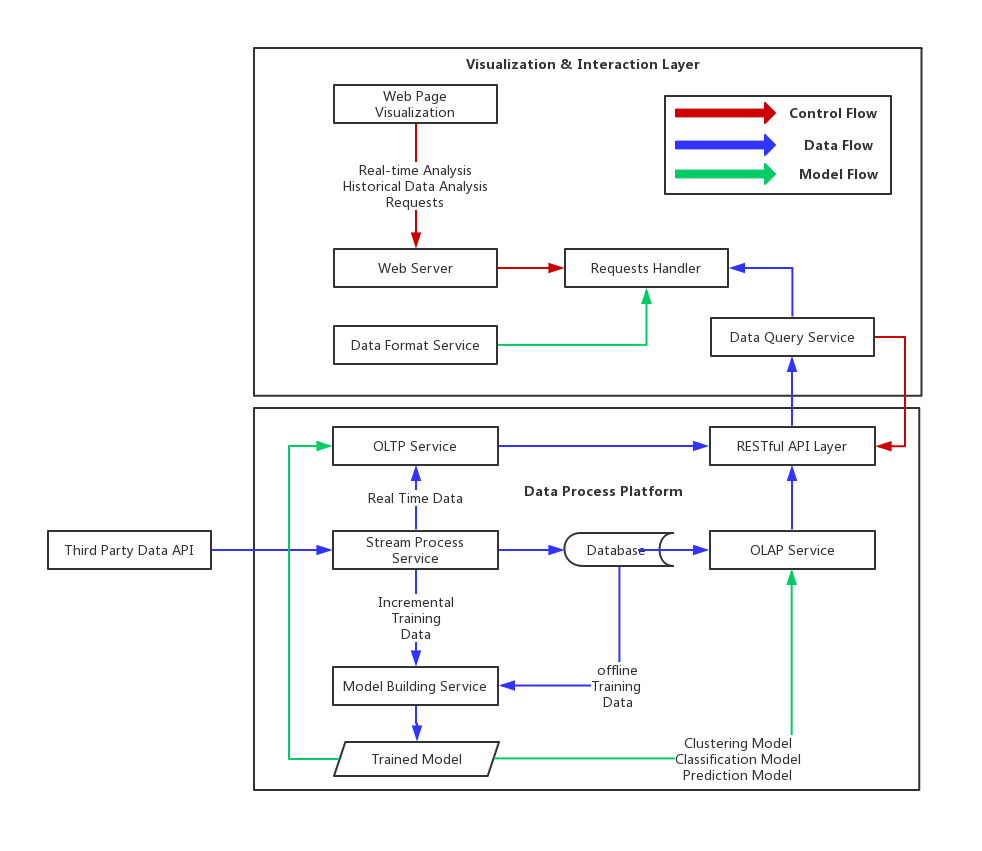 Visualization & Interaction Layer
Web Page
Visualization
Control Flow
Data Flow
Model Flow
Real-time Analysis
Historical Data Analysis
Requests
Web Server
Requests Handler
Data Format Service
Data Query Service
OLTP Service
RESTful API Layer
Real Time Data
Data Process Platform
Third Party Data API
Stream Process
Service
Database
OLAP Service
Incremental
Training
Data
Model Building Service
offline
Training
Data
Trained Model
Clustering Model
Classification Model
Prediction Model